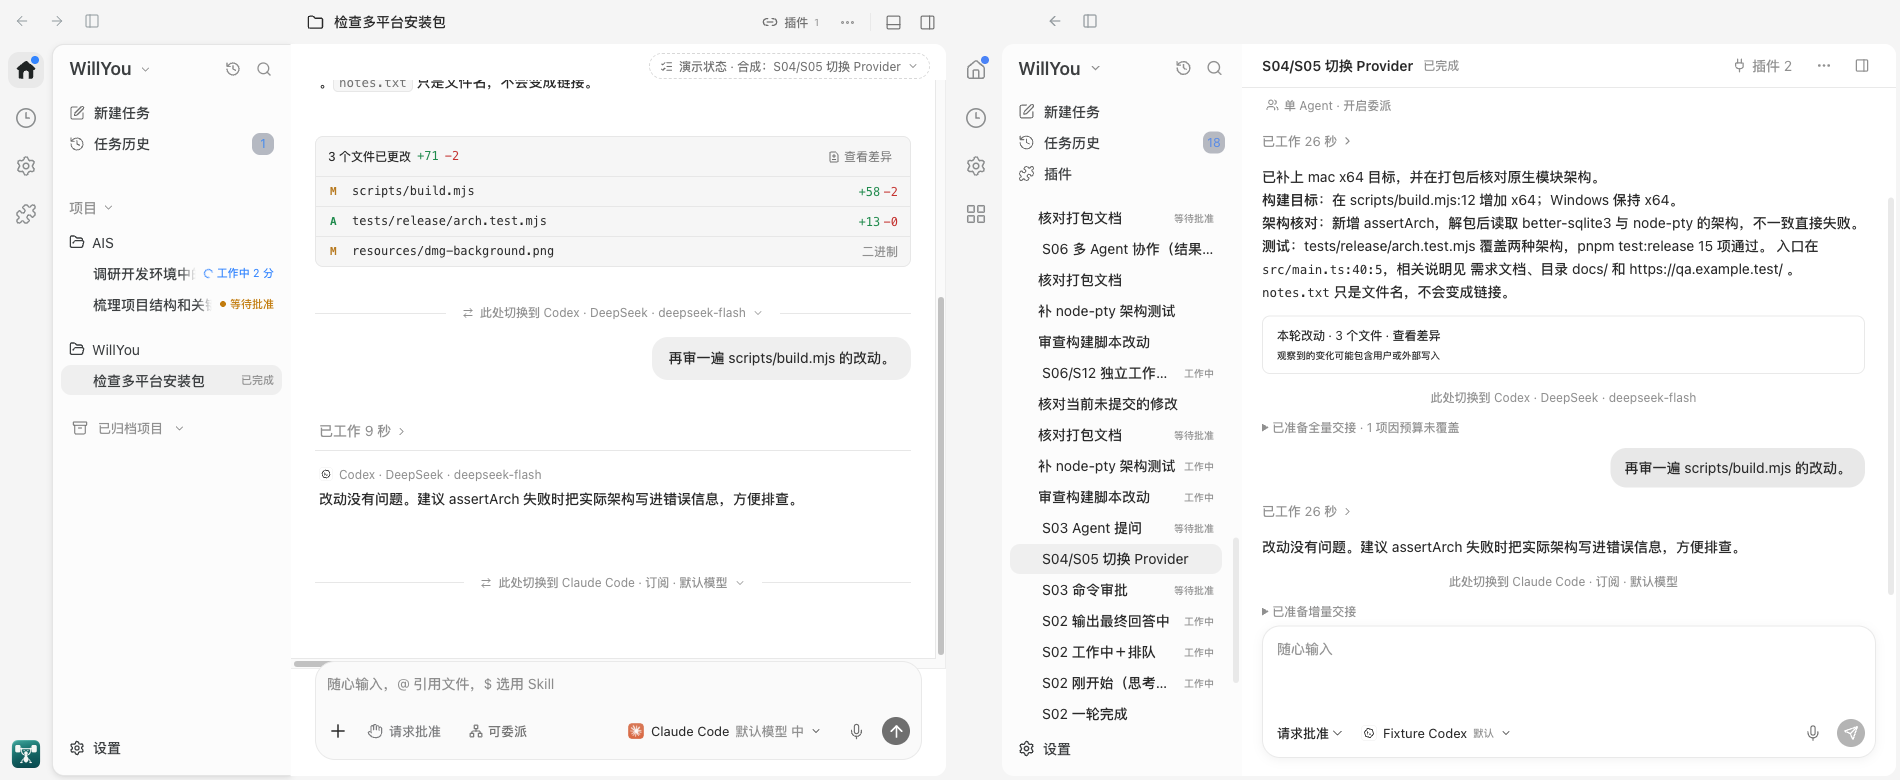 检查多平台安装包
插件 1
WillYou
新建任务
任务历史
1
项目
AIS
调研开发环境中
工作中 2 分
梳理项目结构和关
等待批准
WillYou
检查多平台安装包
已完成
已归档项目
设置
演示状态 · 合成：S04/S05 切换 Provider
。 notes.txt 只是文件名，不会变成链接。
3 个文件已更改 +71 −2
查看差异
M scripts/build.mjs +58 −2
A tests/release/arch.test.mjs +13 −0
M resources/dmg-background.png 二进制
此处切换到 Codex · DeepSeek · deepseek-flash
再审一遍 scripts/build.mjs 的改动。
已工作 9 秒
Codex · DeepSeek · deepseek-flash
改动没有问题。建议 assertArch 失败时把实际架构写进错误信息，方便排查。
此处切换到 Claude Code · 订阅 · 默认模型
随心输入，@ 引用文件，$ 选用 Skill
请求批准
可委派
Claude Code 默认模型 中
WillYou
新建任务
任务历史
18
插件
核对打包文档 等待批准
S06 多 Agent 协作（结果...
核对打包文档
补 node-pty 架构测试
审查构建脚本改动
S06/S12 独立工作... 工作中
核对当前未提交的修改
核对打包文档 等待批准
补 node-pty 架构测试 工作中
审查构建脚本改动 工作中
S03 Agent 提问 等待批准
S04/S05 切换 Provider
S03 命令审批 等待批准
S02 输出最终回答中 工作中
S02 工作中＋排队 工作中
S02 刚开始（思考... 工作中
S02 一轮完成
设置
S04/S05 切换 Provider 已完成
插件 2
单 Agent · 开启委派
已工作 26 秒
已补上 mac x64 目标，并在打包后核对原生模块架构。
构建目标：在 scripts/build.mjs:12 增加 x64；Windows 保持 x64。
架构核对：新增 assertArch，解包后读取 better-sqlite3 与 node-pty 的架构，不一致直接失败。
测试：tests/release/arch.test.mjs 覆盖两种架构，pnpm test:release 15 项通过。 入口在
src/main.ts:40:5，相关说明见 需求文档、目录 docs/ 和 https://qa.example.test/ 。
notes.txt 只是文件名，不会变成链接。
本轮改动 · 3 个文件 · 查看差异
观察到的变化可能包含用户或外部写入
此处切换到 Codex · DeepSeek · deepseek-flash
已准备全量交接 · 1 项因预算未覆盖
再审一遍 scripts/build.mjs 的改动。
已工作 26 秒
改动没有问题。建议 assertArch 失败时把实际架构写进错误信息，方便排查。
此处切换到 Claude Code · 订阅 · 默认模型
已准备增量交接
随心输入
请求批准
Fixture Codex 默认